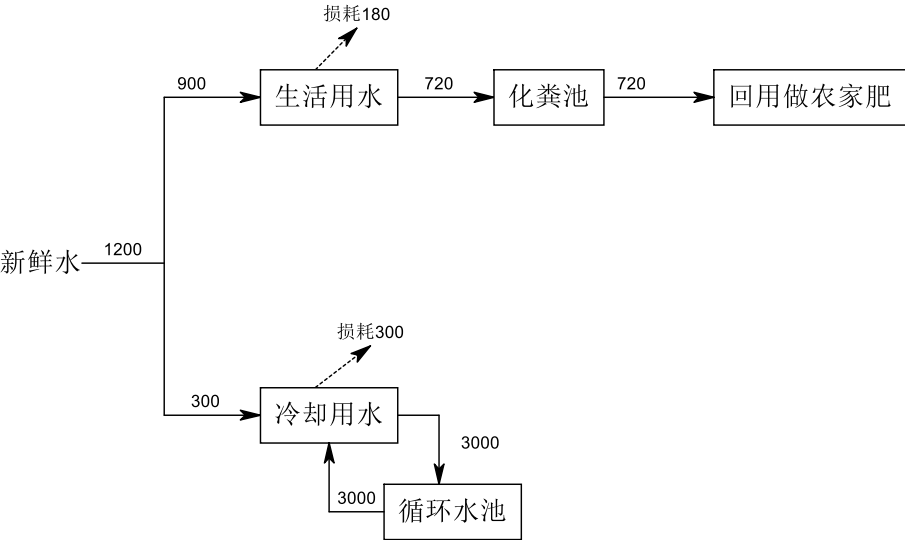 损耗180
900
生活用水
720
化粪池
720
回用做农家肥
新鲜水
1200
损耗300
300
冷却用水
3000
3000
循环水池